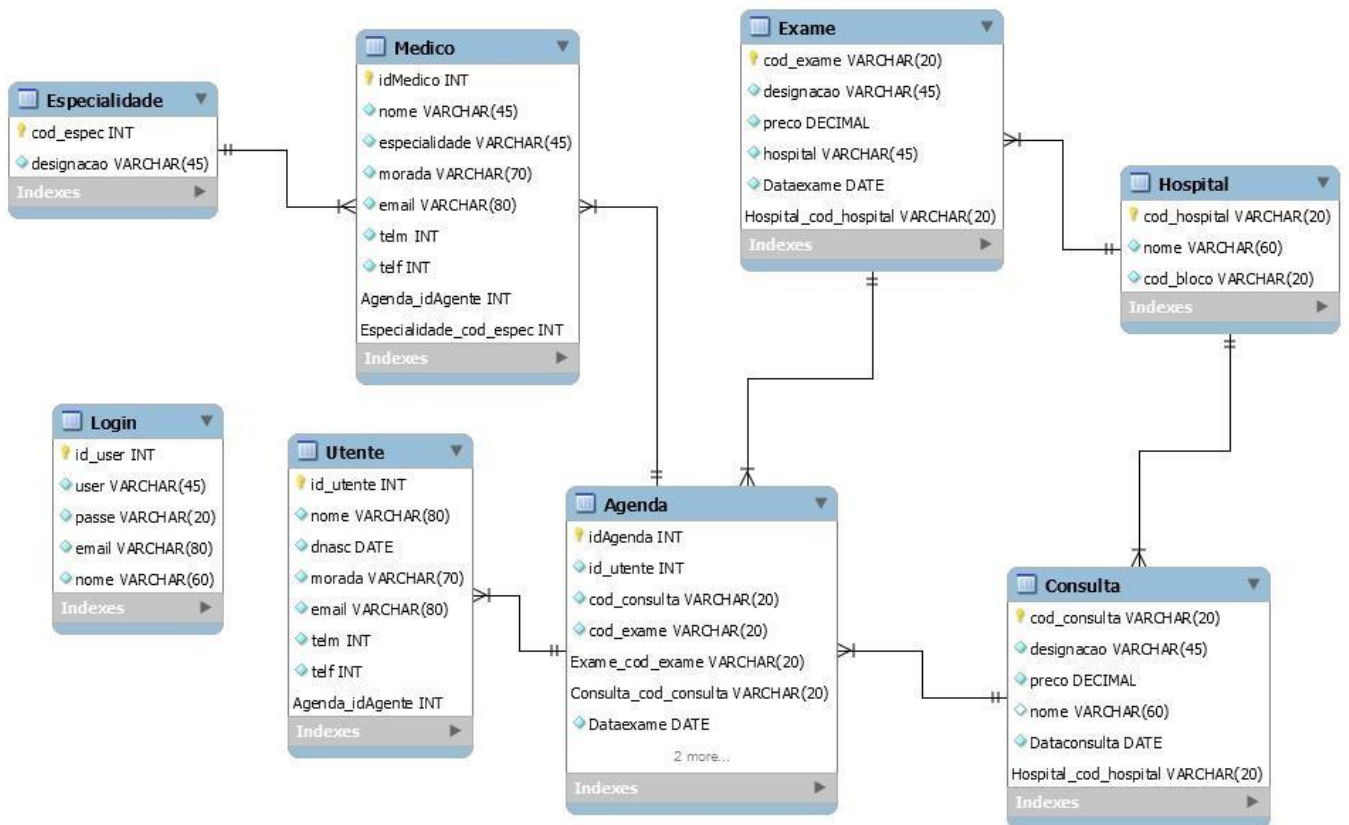 Especialidade
cod_espec INT
designacao VARCHAR(45)
Indexes
Medico
idMedico INT
nome VARCHAR(45)
especialidade VARCHAR(45)
morada VARCHAR(70)
email VARCHAR(80)
telm INT
telf INT
Agenda_idAgente INT
Especialidade_cod_espec INT
Indexes
Exame
cod_exame VARCHAR(20)
designacao VARCHAR(45)
preco DECIMAL
hospital VARCHAR(45)
Dataexame DATE
Hospital_cod_hospital VARCHAR(20)
Indexes
Hospital
cod_hospital VARCHAR(20)
nome VARCHAR(60)
cod_bloco VARCHAR(20)
Indexes
Login
id_user INT
user VARCHAR(45)
passe VARCHAR(20)
email VARCHAR(80)
nome VARCHAR(60)
Indexes
Utente
id_utente INT
nome VARCHAR(80)
dnasc DATE
morada VARCHAR(70)
email VARCHAR(80)
telm INT
telf INT
Agenda_idAgente INT
Indexes
Agenda
idAgenda INT
id_utente INT
cod_consulta VARCHAR(20)
cod_exame VARCHAR(20)
Exame_cod_exame VARCHAR(20)
Consulta_cod_consulta VARCHAR(20)
Dataexame DATE
2 more...
Indexes
Consulta
cod_consulta VARCHAR(20)
designacao VARCHAR(45)
preco DECIMAL
nome VARCHAR(60)
Dataconsulta DATE
Hospital_cod_hospital VARCHAR(20)
Indexes